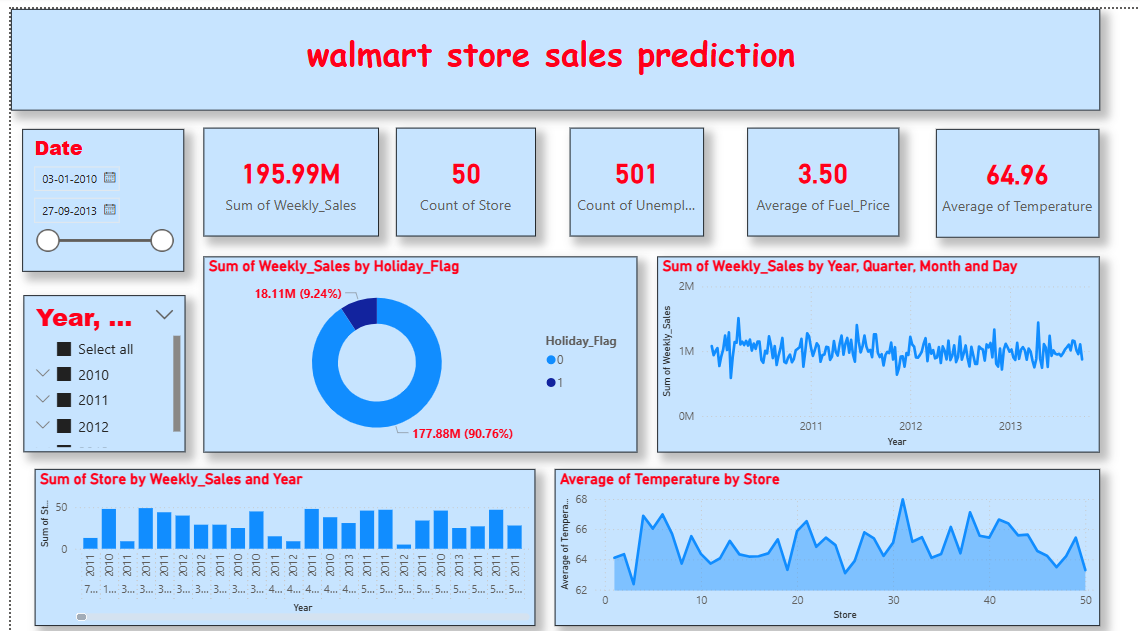 walmart store sales prediction
Date
03-01-2010
27-09-2013
195.99M
Sum of Weekly_Sales
50
Count of Store
501
Count of Unempl...
3.50
Average of Fuel_Price
64.96
Average of Temperature
Year, ...
Select all
2010
2011
2012
Sum of Weekly_Sales by Holiday_Flag
18.11M (9.24%)
177.88M (90.76%)
Holiday_Flag
0
1
Sum of Weekly_Sales by Year, Quarter, Month and Day
Sum of Weekly_Sales
2M
1M
0M
2011 2012 2013
Year
Sum of Store by Weekly_Sales and Year
Sum of St...
50
0
2011 2010 2011 2011 2011 2012 2012 2011 2010 2010 2011 2012 2010 2010 2013 2011 2011 2012 2011 2010 2013 2011 2011 2011
7... 1... 3... 3... 3... 3... 3... 3... 3... 3... 4... 4... 4... 4... 4... 5... 5... 5... 5... 5... 5... 5... 5... 5...
Year
Average of Temperature by Store
Average of Tempera...
68
66
64
62
0 10 20 30 40 50
Store